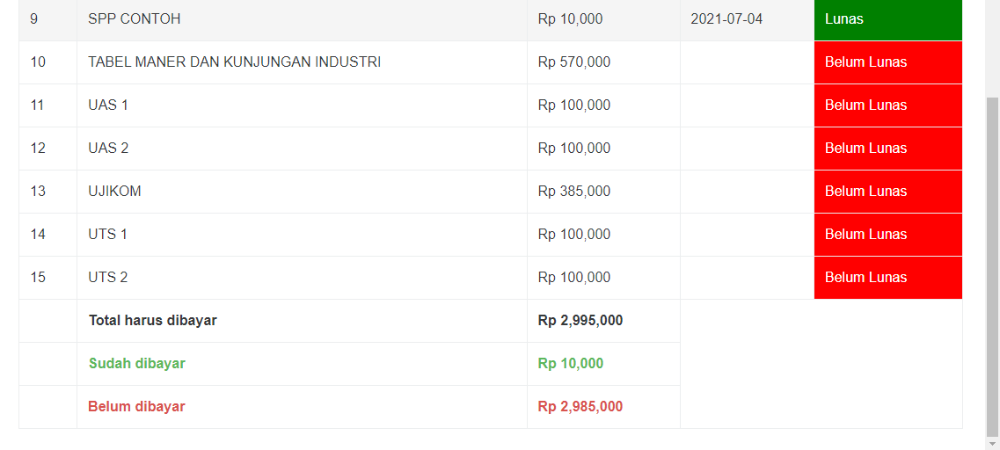 9 SPP CONTOH Rp 10,000 2021-07-04 Lunas
10 TABEL MANER DAN KUNJUNGAN INDUSTRI Rp 570,000 Belum Lunas
11 UAS 1 Rp 100,000 Belum Lunas
12 UAS 2 Rp 100,000 Belum Lunas
13 UJIKOM Rp 385,000 Belum Lunas
14 UTS 1 Rp 100,000 Belum Lunas
15 UTS 2 Rp 100,000 Belum Lunas
Total harus dibayar Rp 2,995,000
Sudah dibayar Rp 10,000
Belum dibayar Rp 2,985,000